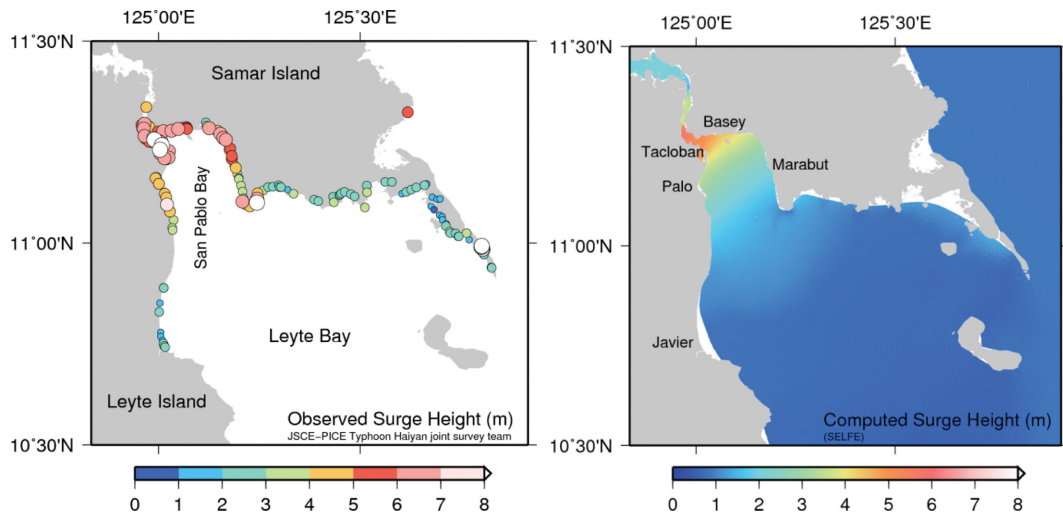 125˚00'E
125˚30'E
11˚30'N
11˚00'N
10˚30'N
Samar Island
San Pablo Bay
Leyte Bay
Leyte Island
Observed Surge Height (m)
JSCE−PICE Typhoon Haiyan joint survey team
0 1 2 3 4 5 6 7 8
125˚00'E
125˚30'E
11˚30'N
11˚00'N
10˚30'N
Basey
Tacloban
Marabut
Palo
Javier
Computed Surge Height (m)
(SELFE)
0 1 2 3 4 5 6 7 8